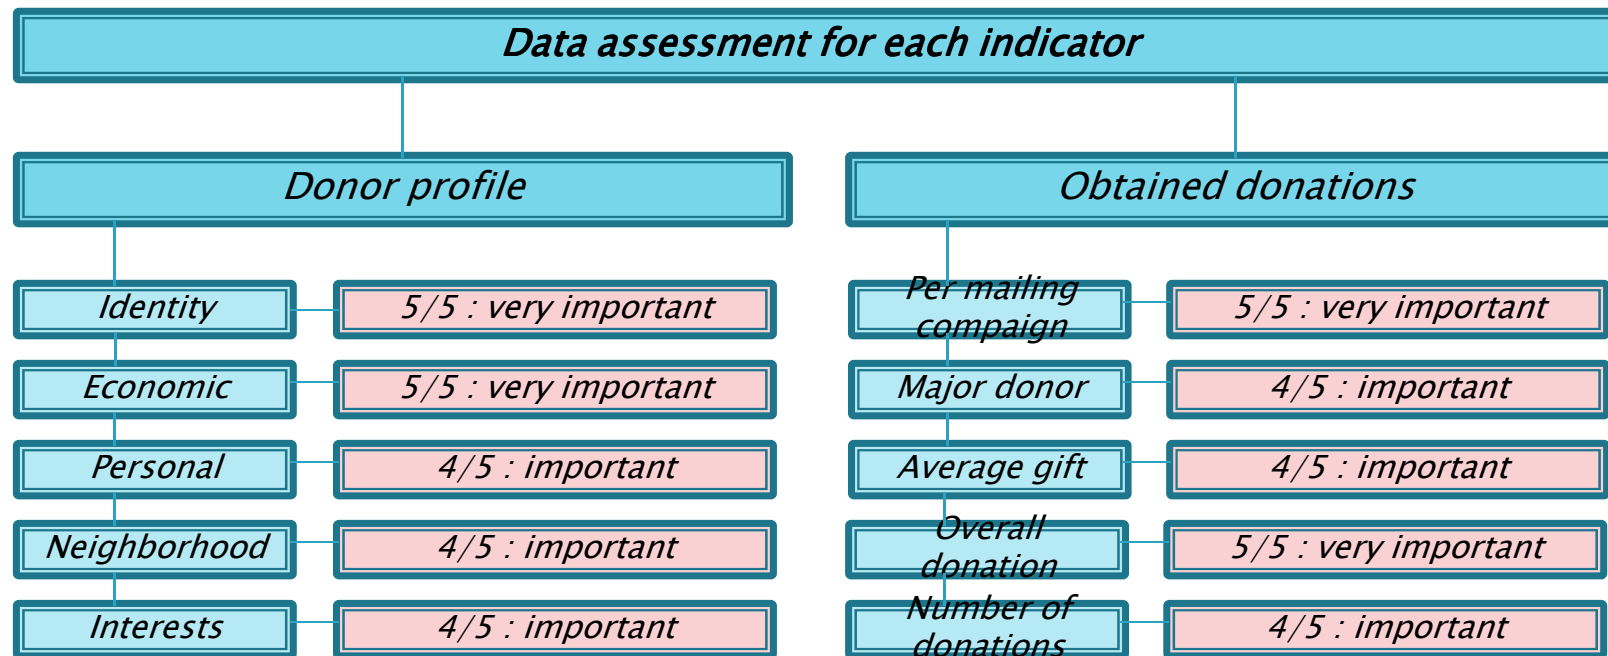 Data assessment for each indicator
Donor profile
Identity
5/5 : very important
Economic
5/5 : very important
Personal
4/5 : important
Neighborhood
4/5 : important
Interests
4/5 : important
Obtained donations
Per mailing
compaign
5/5 : very important
Major donor
4/5 : important
Average gift
4/5 : important
Overall
donation
5/5 : very important
Number of
donations
4/5 : important